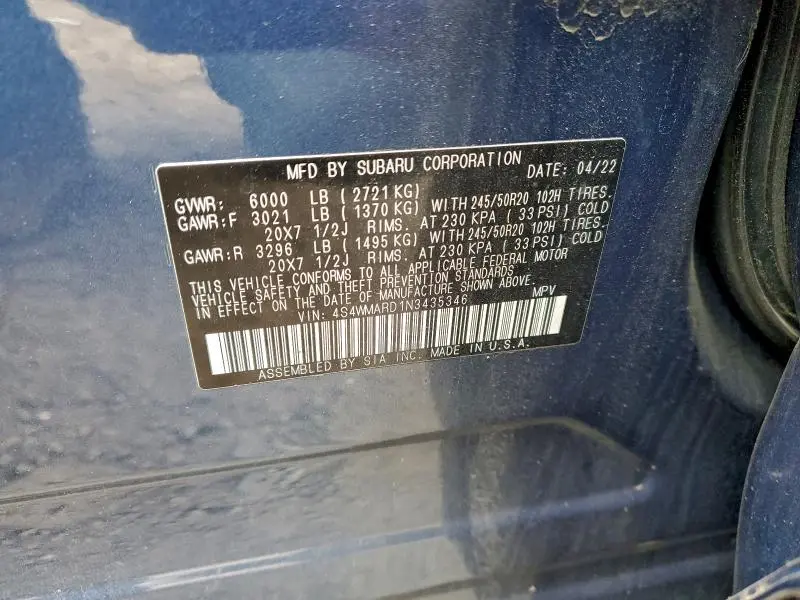 MFD BY SUBARU CORPORATION DATE: 04/22
GVWR: 6000 LB (2721 KG)
GAWR:F 3021 LB (1370 KG) WITH 245/50R20 102H TIRES.
20X7 1/2J RIMS. AT 230 KPA (33 PSI) COLD
GAWR:R 3296 LB (1495 KG) WITH 245/50R20 102H TIRES.
20X7 1/2J RIMS. AT 230 KPA (33 PSI) COLD
THIS VEHICLE CONFORMS TO ALL APPLICABLE FEDERAL MOTOR
VEHICLE SAFETY AND THEFT PREVENTION STANDARDS
IN EFFECT ON THE DATE OF MANUFACTURE SHOWN ABOVE.
VIN: 4S4WMARD1N3435346 MPV
ASSEMBLED BY SIA INC. MADE IN U.S.A.